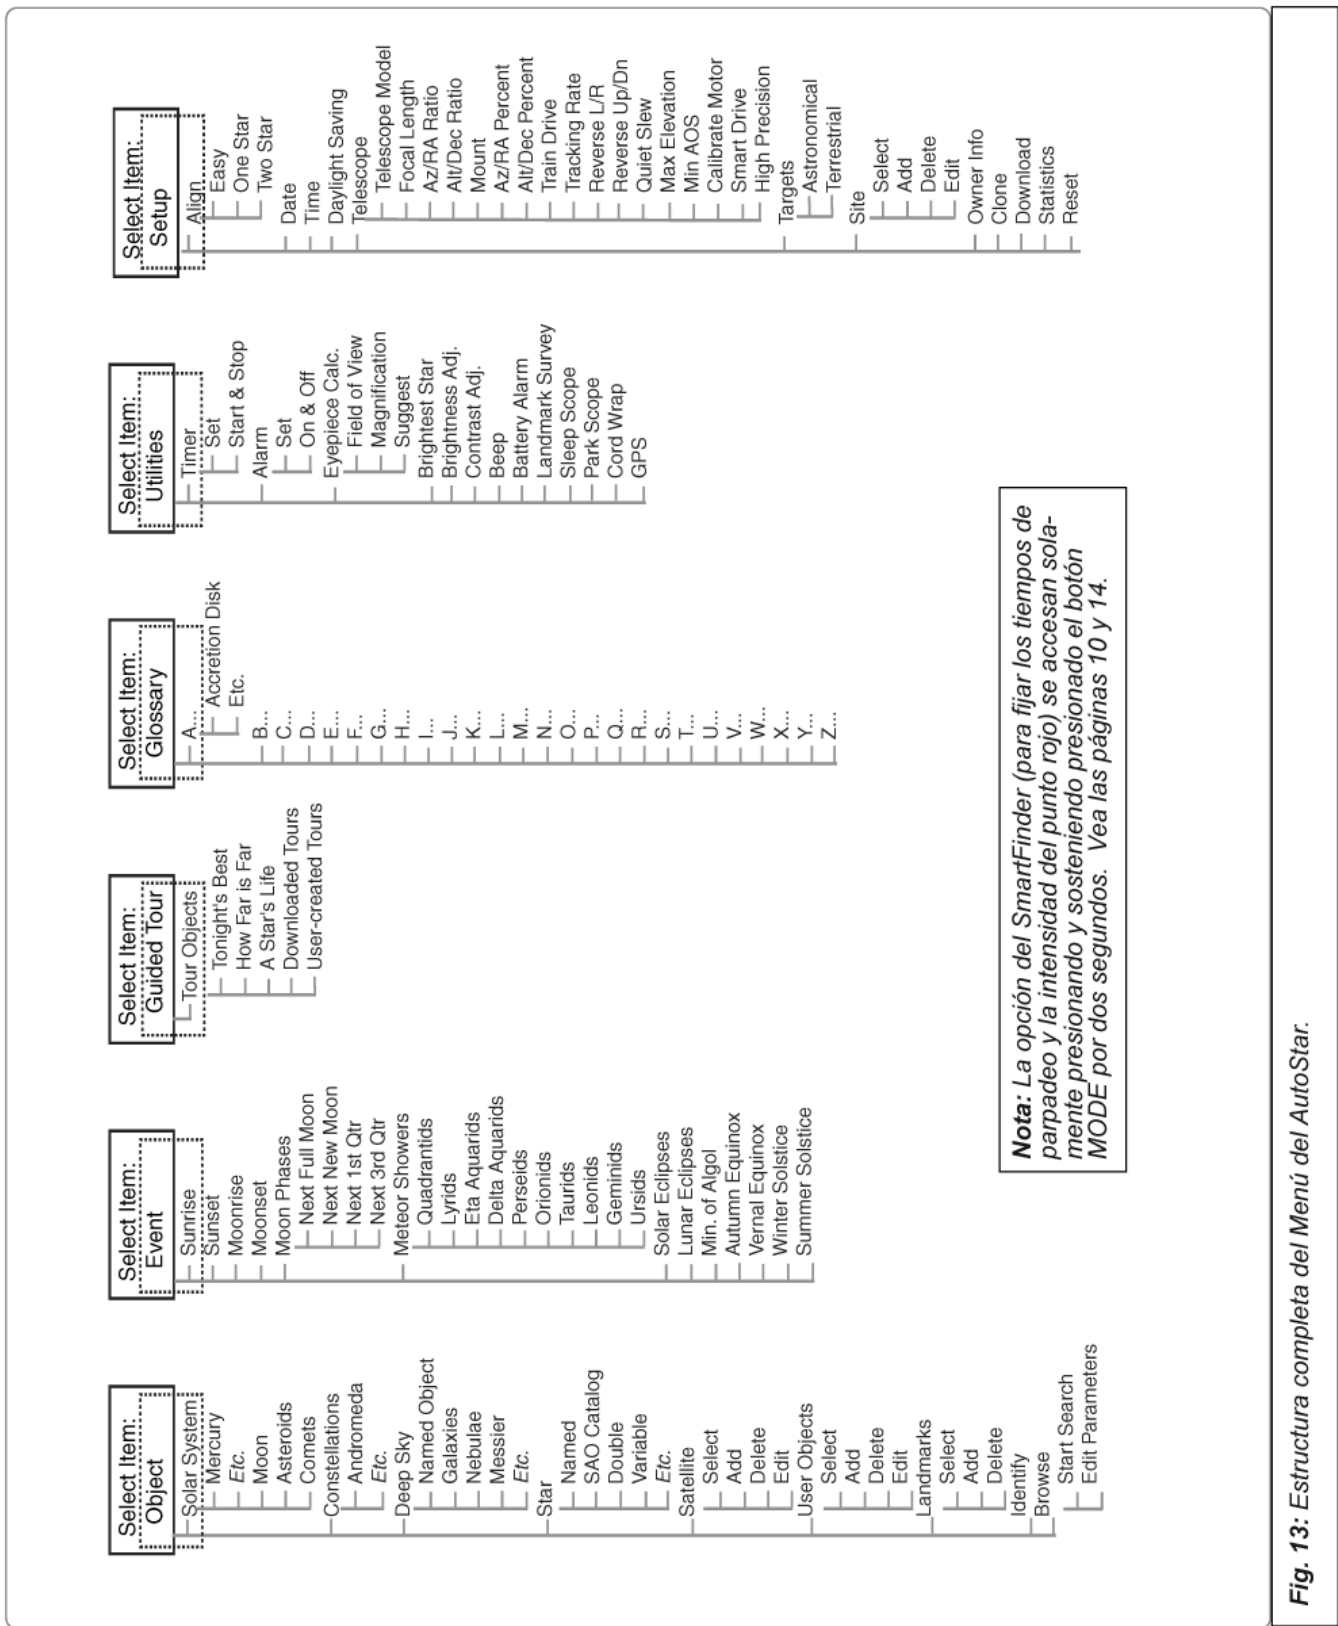 Select Item:
Object
Solar System
Mercury
Etc.
Moon
Asteroids
Comets
Constellations
Andromeda
Etc.
Deep Sky
Named Object
Galaxies
Nebulae
Messier
Etc.
Star
Named
SAO Catalog
Double
Variable
Etc.
Satellite
Select
Add
Delete
Edit
User Objects
Select
Add
Delete
Edit
Landmarks
Select
Add
Delete
Identify
Browse
Start Search
Edit Parameters
Select Item:
Event
Sunrise
Sunset
Moonrise
Moonset
Moon Phases
Next Full Moon
Next New Moon
Next 1st Qtr
Next 3rd Qtr
Meteor Showers
Quadrantids
Lyrids
Eta Aquarids
Delta Aquarids
Perseids
Orionids
Taurids
Leonids
Geminids
Ursids
Solar Eclipses
Lunar Eclipses
Min. of Algol
Autumn Equinox
Vernal Equinox
Winter Solstice
Summer Solstice
Select Item:
Guided Tour
Tour Objects
Tonight's Best
How Far is Far
A Star's Life
Downloaded Tours
User-created Tours
Select Item:
Glossary
A...
Accretion Disk
Etc.
B...
C...
D...
E...
F...
G...
H...
I...
J...
K...
L...
M...
N...
O...
P...
Q...
R...
S...
T...
U...
V...
W...
X...
Y...
Z...
Select Item:
Utilities
Timer
Set
Start & Stop
Alarm
Set
On & Off
Eyepiece Calc.
Field of View
Magnification
Suggest
Brightest Star
Brightness Adj.
Contrast Adj.
Beep
Battery Alarm
Landmark Survey
Sleep Scope
Park Scope
Cord Wrap
GPS
Select Item:
Setup
Align
Easy
One Star
Two Star
Date
Time
Daylight Saving
Telescope
Telescope Model
Focal Length
Az/RA Ratio
Alt/Dec Ratio
Mount
Az/RA Percent
Alt/Dec Percent
Train Drive
Tracking Rate
Reverse L/R
Reverse Up/Dn
Quiet Slew
Max Elevation
Min AOS
Calibrate Motor
Smart Drive
High Precision
Targets
Astronomical
Terrestrial
Site
Select
Add
Delete
Edit
Owner Info
Clone
Download
Statistics
Reset
Nota: La opción del SmartFinder (para fijar los tiempos de
parpadeo y la intensidad del punto rojo) se accesan sola-
mente presionando y sosteniendo presionado el botón
MODE por dos segundos. Vea las páginas 10 y 14.
Fig. 13: Estructura completa del Menú del AutoStar.